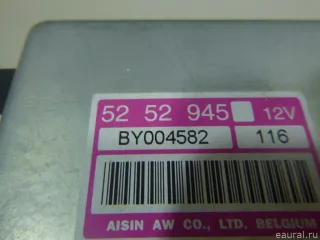 52 52 945 12V
BY004582 116
AISIN AW CO., LTD. BELGIUM
© eaural.ru